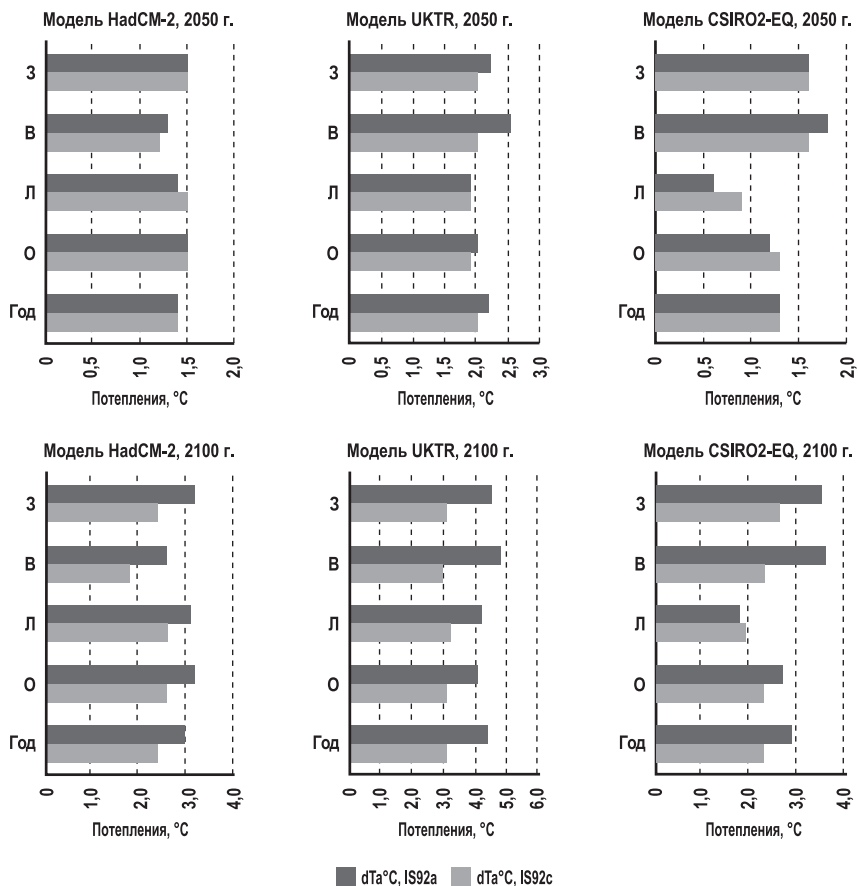 Модель HadCM-2, 2050 г.
З
В
Л
О
Год
0
0,5
1,0
1,5
2,0
Потепления, °C
Модель UKTR, 2050 г.
З
В
Л
О
Год
0
0,5
1,0
1,5
2,0
2,5
3,0
Потепления, °C
Модель CSIRO2-EQ, 2050 г.
З
В
Л
О
Год
0
0,5
1,0
1,5
2,0
Потепления, °C
Модель HadCM-2, 2100 г.
З
В
Л
О
Год
0
1,0
2,0
3,0
4,0
Потепления, °C
Модель UKTR, 2100 г.
З
В
Л
О
Год
0
1,0
2,0
3,0
4,0
5,0
6,0
Потепления, °C
Модель CSIRO2-EQ, 2100 г.
З
В
Л
О
Год
0
1,0
2,0
3,0
4,0
Потепления, °C
dTa°C, IS92a
dTa°C, IS92c